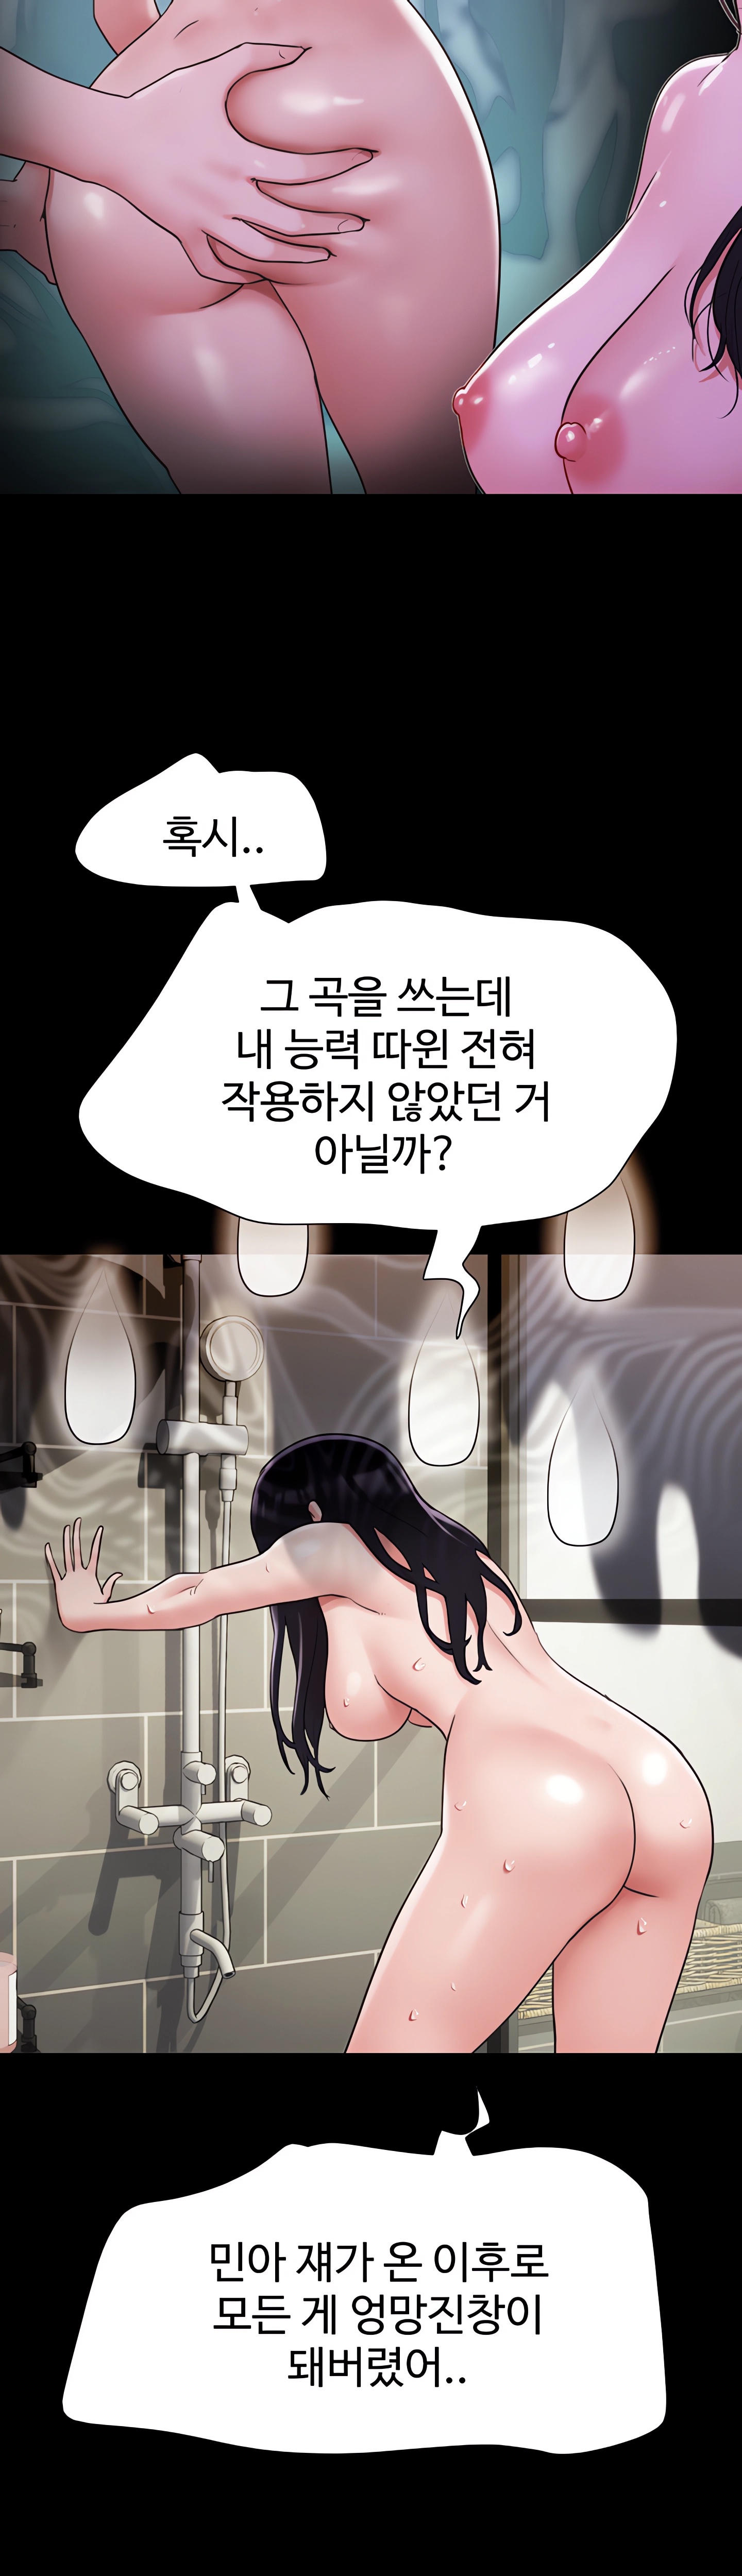 혹시..
그 곡을 쓰는데
내 능력 따윈 전혀
작용하지 않았던 거
아닐까?
민아 쟤가 온 이후로
모든 게 엉망진창이
돼버렸어..